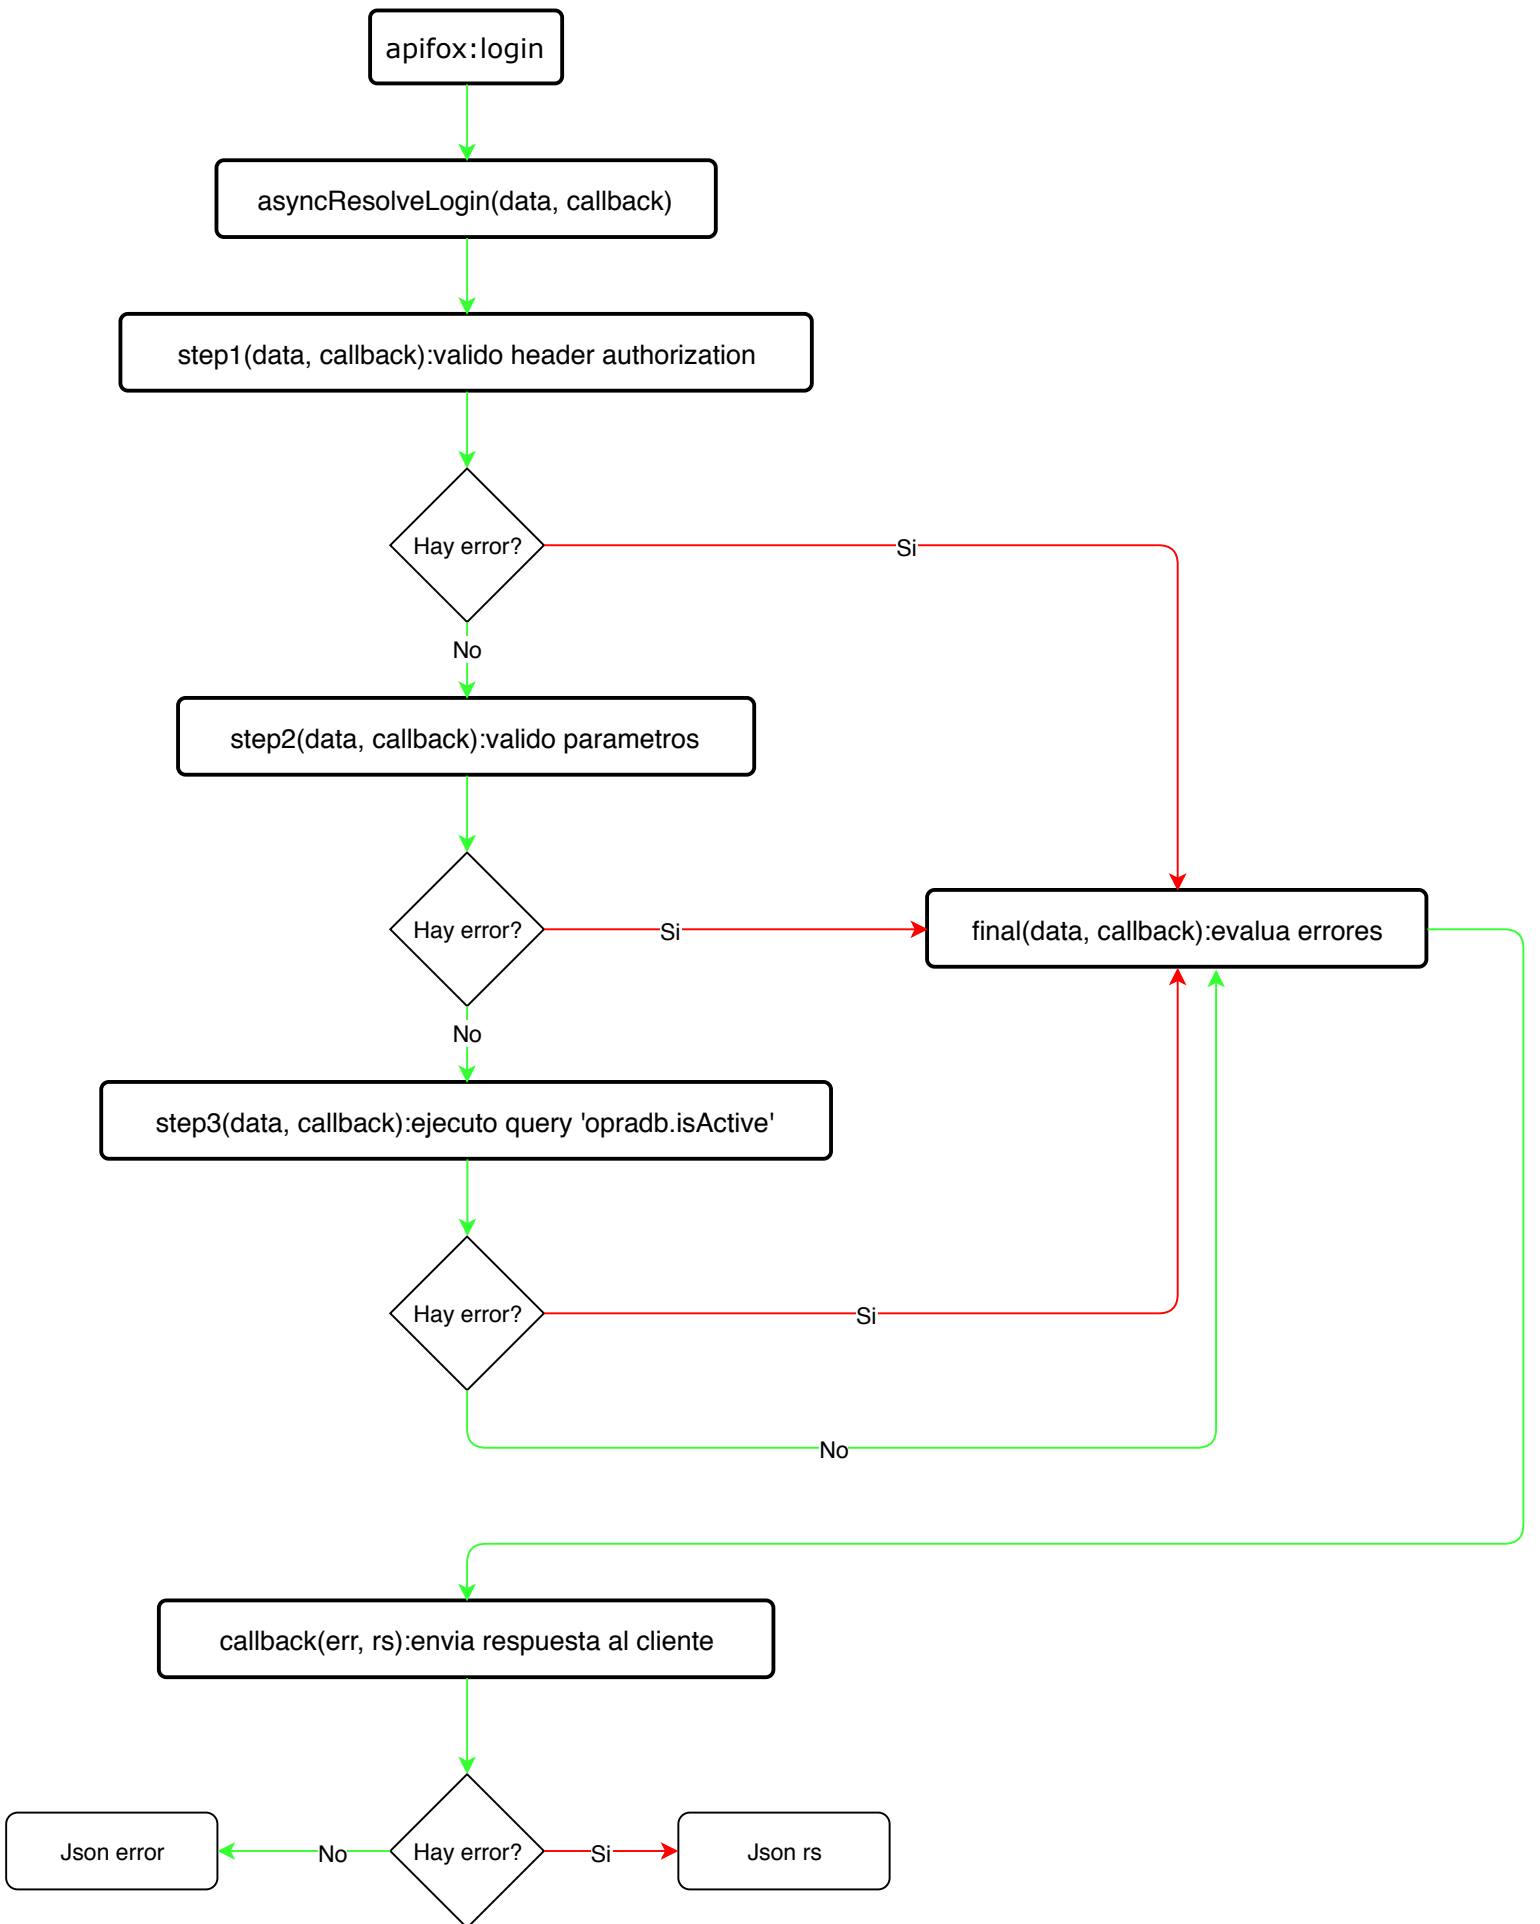 apifox:login
asyncResolveLogin(data, callback)
step1(data, callback):valido header authorization
Hay error?
Si
No
step2(data, callback):valido parametros
Hay error?
Si
final(data, callback):evalua errores
No
step3(data, callback):ejecuto query 'opradb.isActive'
Hay error?
Si
No
callback(err, rs):envia respuesta al cliente
Json error
No
Hay error?
Si
Json rs